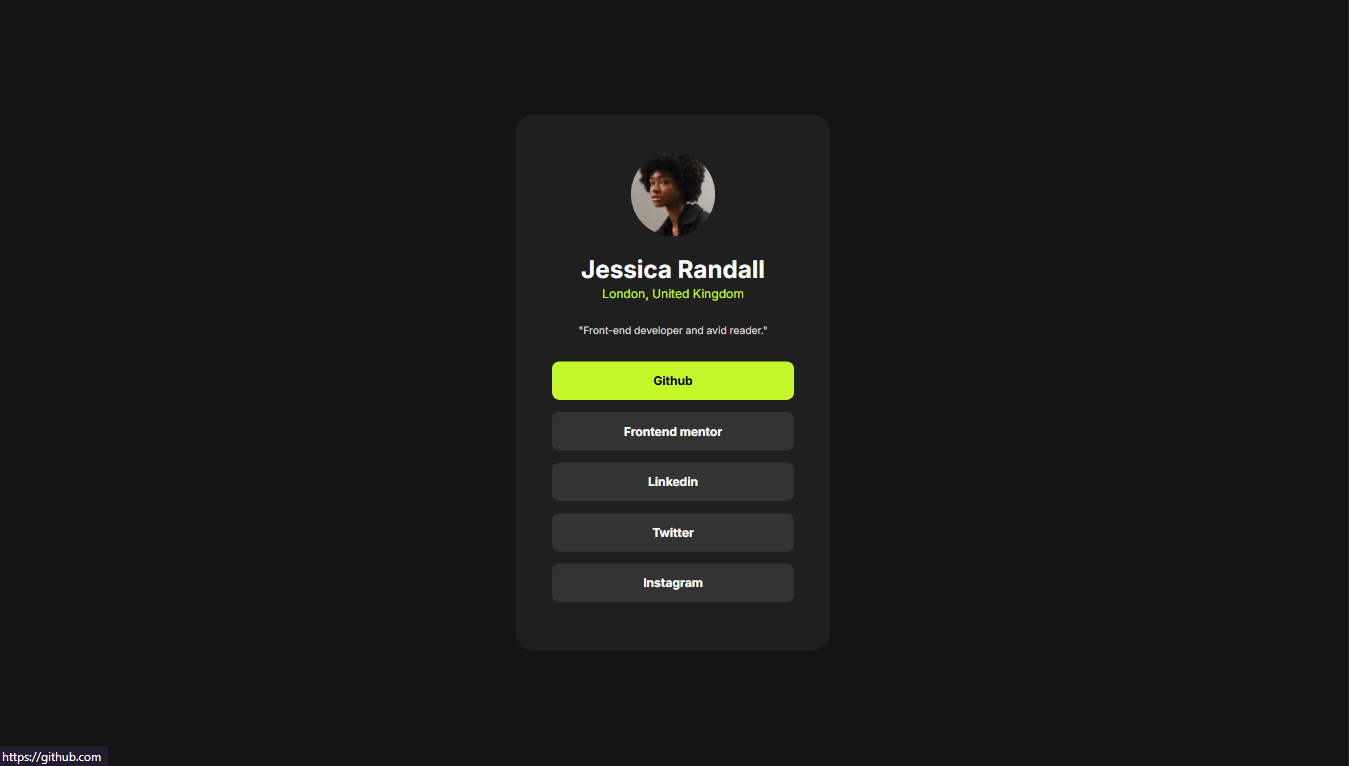 Jessica Randall
London, United Kingdom
"Front-end developer and avid reader."
Github
Frontend mentor
Linkedin
Twitter
Instagram
https://github.com